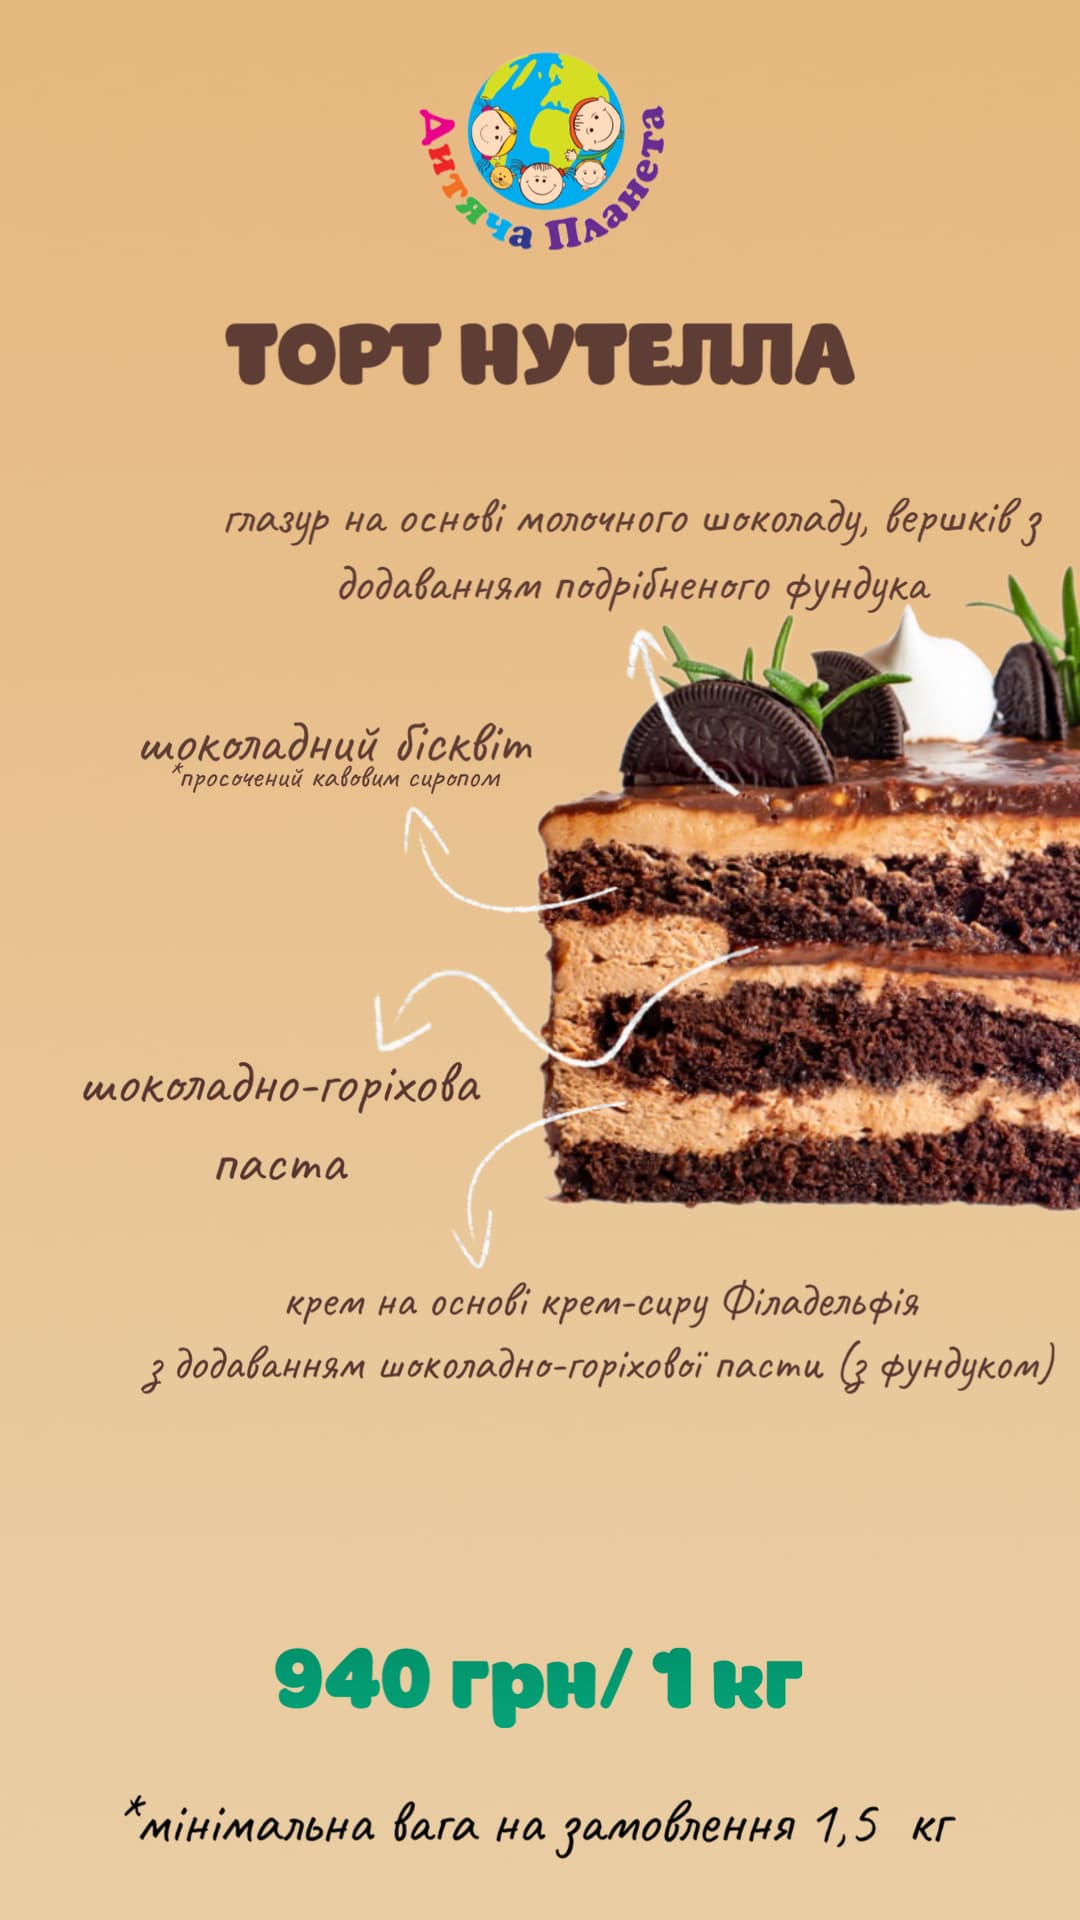 Дитяча Планета
ТОРТ НУТЕЛЛА
глазур на основі молочного шоколаду, вершків з
додаванням подрібненого фундука
шоколадний бісквіт
*просочений кавовим сиропом
шоколадно-горіхова
паста
крем на основі крем-сиру Філадельфія
з додаванням шоколадно-горіхової пасти (з фундуком)
940 грн/ 1 кг
*мінімальна вага на замовлення 1,5 кг